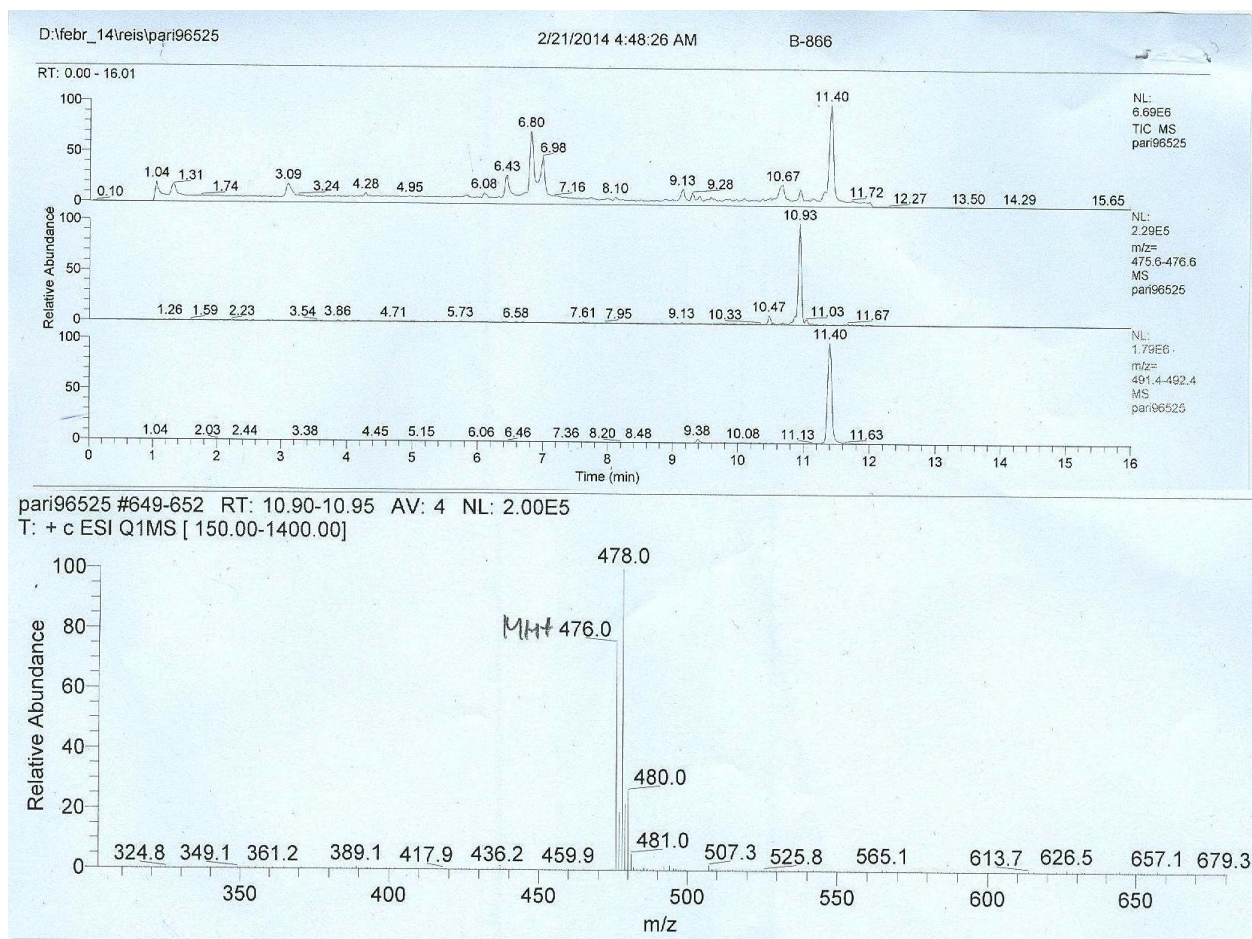 D:\febr_14\reis\pari96525 2/21/2014 4:48:26 AM B-866
RT: 0.00 - 16.01
NL:
6.69E6
TIC MS
pari96525
100
50
0
0.10 1.04 1.31 1.74 3.09 3.24 4.28 4.95 6.08 6.43 6.80 6.98 7.16 8.10 9.13 9.28 10.67 11.40 11.72 12.27 13.50 14.29 15.65
NL:
2.29E5
m/z=
475.6-476.6
MS
pari96525
100
50
0
1.26 1.59 2.23 3.54 3.86 4.71 5.73 6.58 7.61 7.95 9.13 10.33 10.47 10.93 11.03 11.67
Relative Abundance
NL:
1.79E6
m/z=
491.4-492.4
MS
pari96525
100
50
0
1.04 2.03 2.44 3.38 4.45 5.15 6.06 6.46 7.36 8.20 8.48 9.38 10.08 11.13 11.40 11.63
0 1 2 3 4 5 6 7 8 9 10 11 12 13 14 15 16
Time (min)
pari96525 #649-652 RT: 10.90-10.95 AV: 4 NL: 2.00E5
T: + c ESI Q1MS [ 150.00-1400.00]
478.0
MH+ 476.0
480.0
481.0
100
80
60
40
20
0
Relative Abundance
324.8 349.1 361.2 389.1 417.9 436.2 459.9 507.3 525.8 565.1 613.7 626.5 657.1 679.3
350 400 450 500 550 600 650
m/z